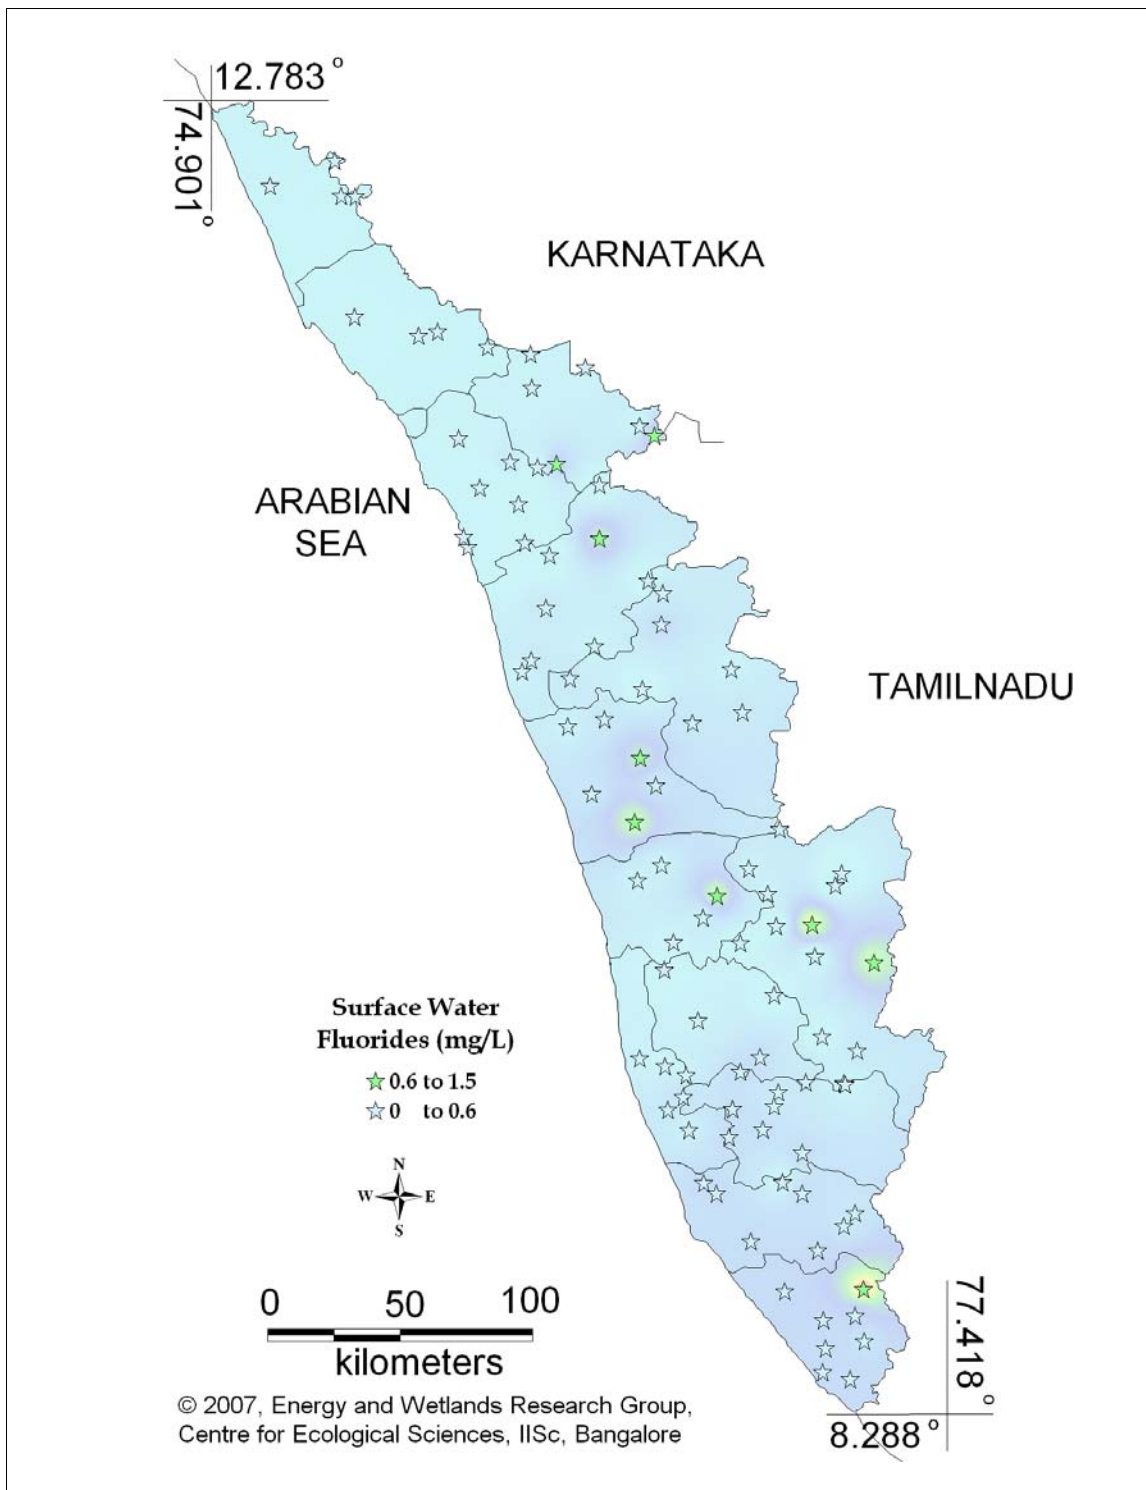 12.783 °
74.901 °
KARNATAKA
ARABIAN
SEA
TAMILNADU
Surface Water
Fluorides (mg/L)
0.6 to 1.5
0 to 0.6
N
W E
S
0 50 100
kilometers
77.418 °
8.288 °
© 2007, Energy and Wetlands Research Group,
Centre for Ecological Sciences, IISc, Bangalore